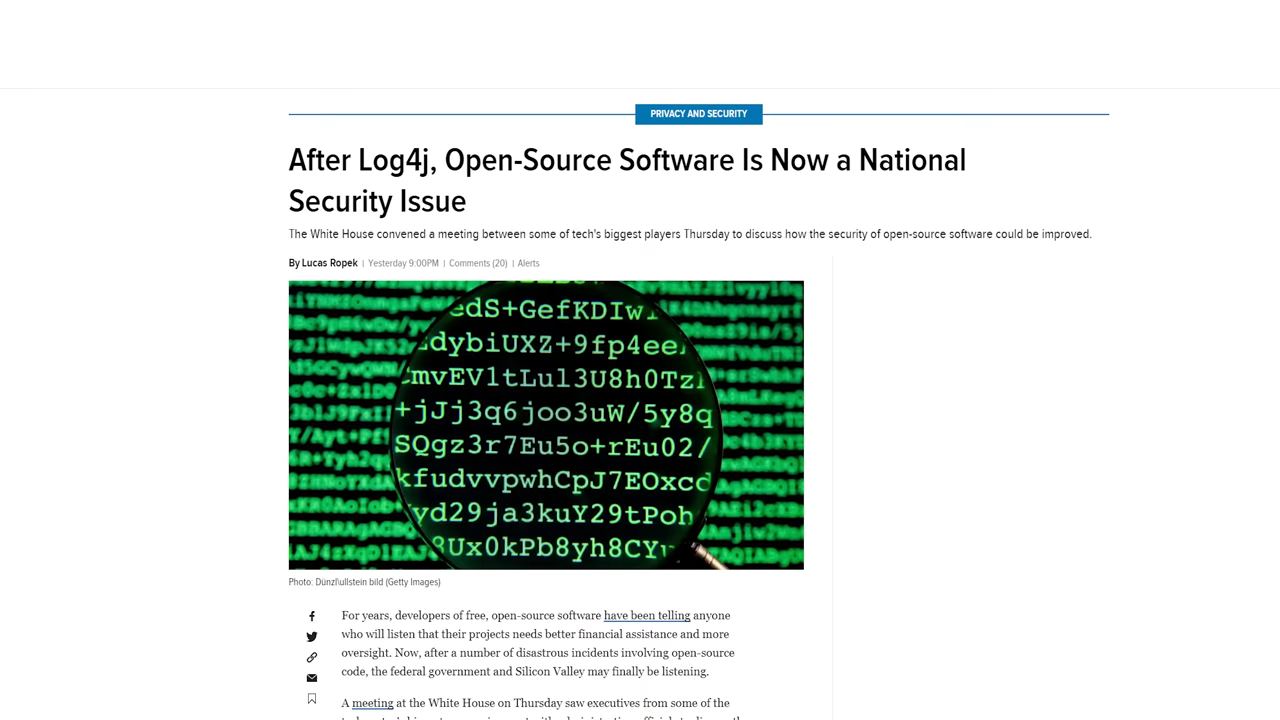 PRIVACY AND SECURITY
After Log4j, Open-Source Software Is Now a National
Security Issue
The White House convened a meeting between some of tech's biggest players Thursday to discuss how the security of open-source software could be improved.
By Lucas Ropek | Yesterday 9:00PM | Comments (20) | Alerts
edS+GefKDIwl
dybiUXZ+9fp4ee
mvEV1tLul3U8h0Tz
+jJj3q6joo3uW/5y8q
SQgz3r7Eu5o+rEu02/
kfudvvpwhCpJ7EOxcd
yd29ja3kuY29tPoh
8Ux0kPb8yh8CYu
Photo: Dünzl\ullstein bild (Getty Images)
For years, developers of free, open-source software have been telling anyone
who will listen that their projects needs better financial assistance and more
oversight. Now, after a number of disastrous incidents involving open-source
code, the federal government and Silicon Valley may finally be listening.
A meeting at the White House on Thursday saw executives from some of the